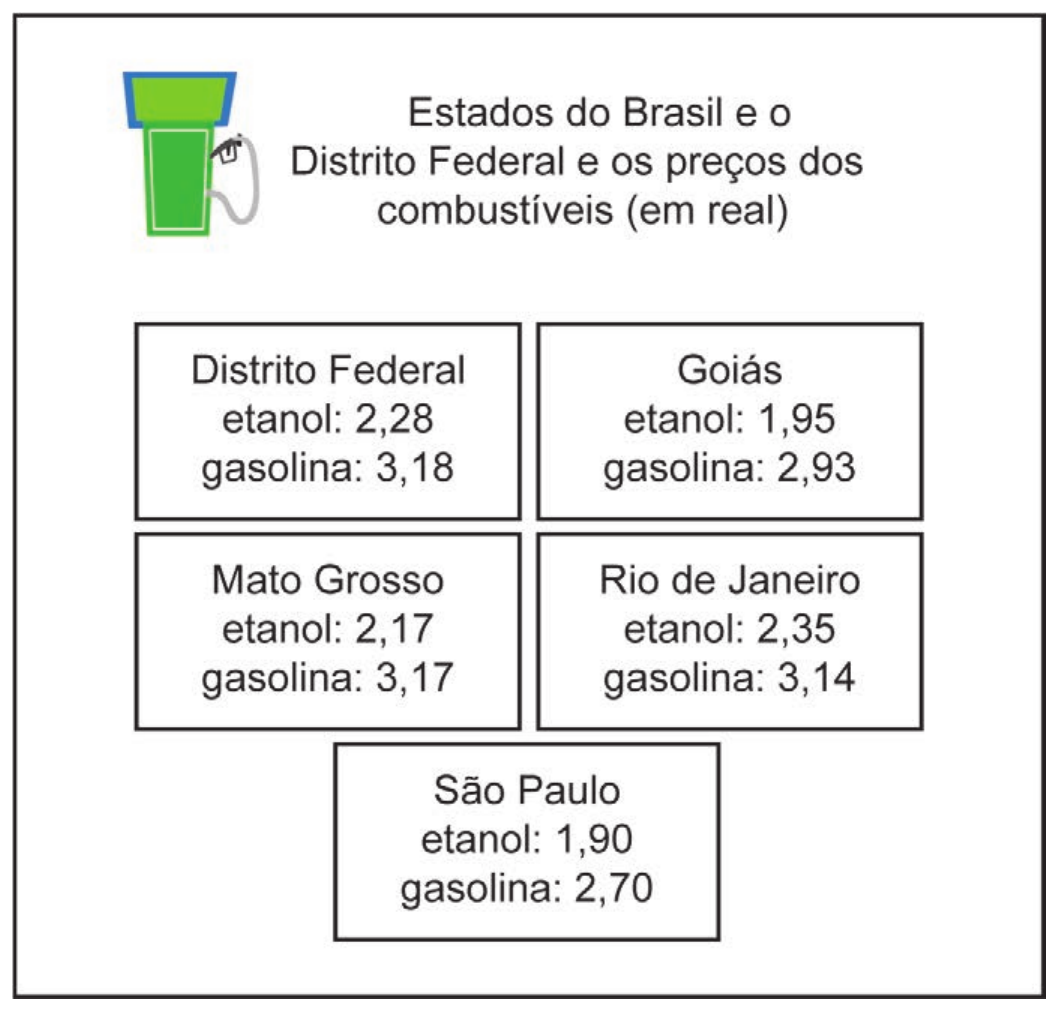 Estados do Brasil e o
Distrito Federal e os preços dos
combustíveis (em real)
Distrito Federal
etanol: 2,28
gasolina: 3,18
Goiás
etanol: 1,95
gasolina: 2,93
Mato Grosso
etanol: 2,17
gasolina: 3,17
Rio de Janeiro
etanol: 2,35
gasolina: 3,14
São Paulo
etanol: 1,90
gasolina: 2,70